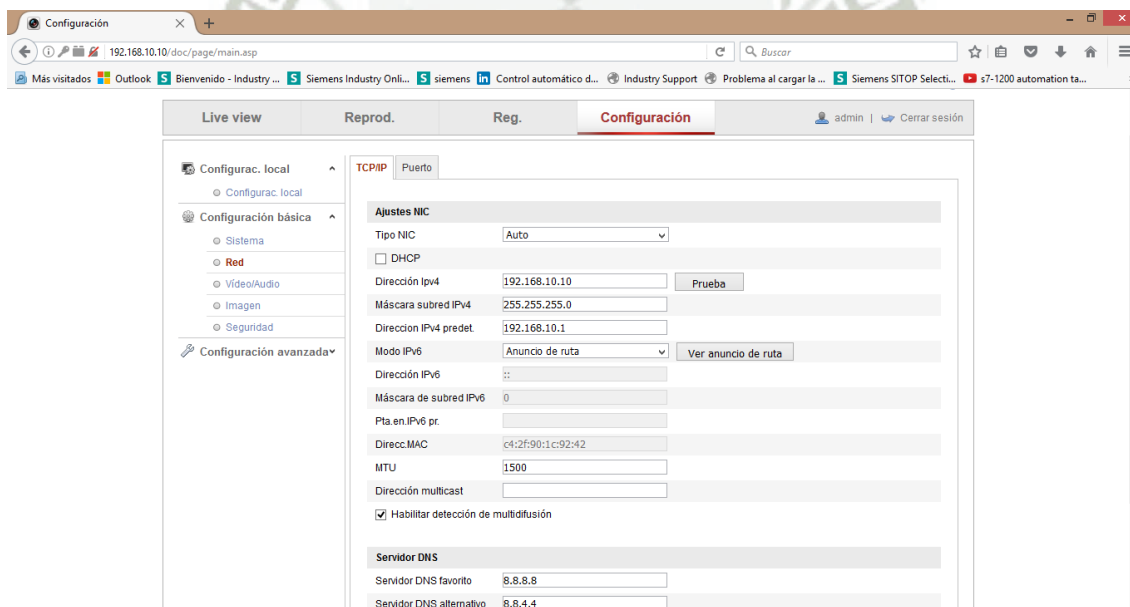 Configuración
192.168.10.10/doc/page/main.asp
Buscar
Más visitados Outlook Bienvenido - Industry ... Siemens Industry Onli... siemens Control automático d... Industry Support Problema al cargar la ... Siemens SITOP Selecti... s7-1200 automation ta...
Live view Reprod. Reg. Configuración admin | Cerrar sesión
Configurac. local
Configurac. local
Configuración básica
Sistema
Red
Vídeo/Audio
Imagen
Seguridad
Configuración avanzada
TCP/IP Puerto
Ajustes NIC
Tipo NIC Auto
DHCP
Dirección Ipv4 192.168.10.10 Prueba
Máscara subred IPv4 255.255.255.0
Direccion IPv4 predet. 192.168.10.1
Modo IPv6 Anuncio de ruta Ver anuncio de ruta
Dirección IPv6 ::
Máscara de subred IPv6 0
Pta.en.IPv6 pr.
Direcc.MAC c4:2f:90:1c:92:42
MTU 1500
Dirección multicast
Habilitar detección de multidifusión
Servidor DNS
Servidor DNS favorito 8.8.8.8
Servidor DNS alternativo 8.8.4.4